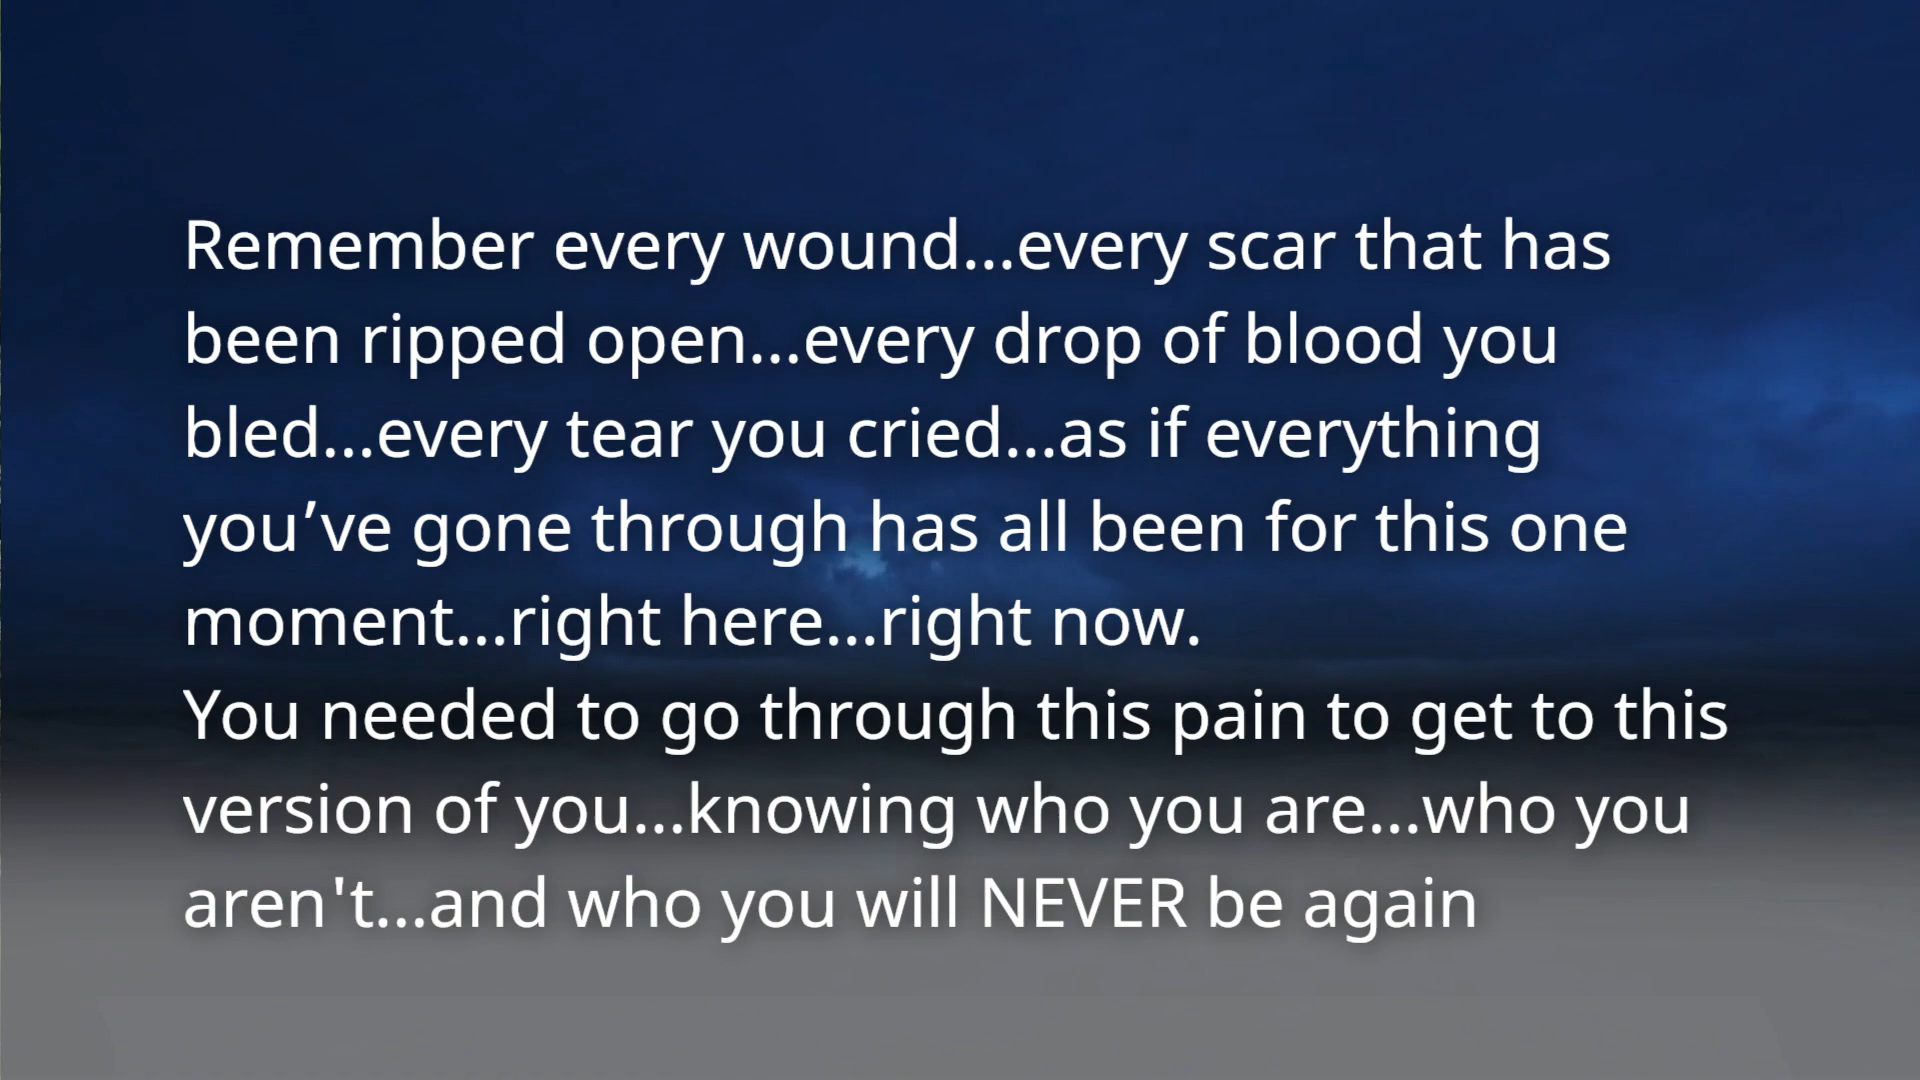 Remember every wound...every scar that has
been ripped open...every drop of blood you
bled...every tear you cried...as if everything
you’ve gone through has all been for this one
moment...right here...right now.
You needed to go through this pain to get to this
version of you...knowing who you are...who you
aren't...and who you will NEVER be again